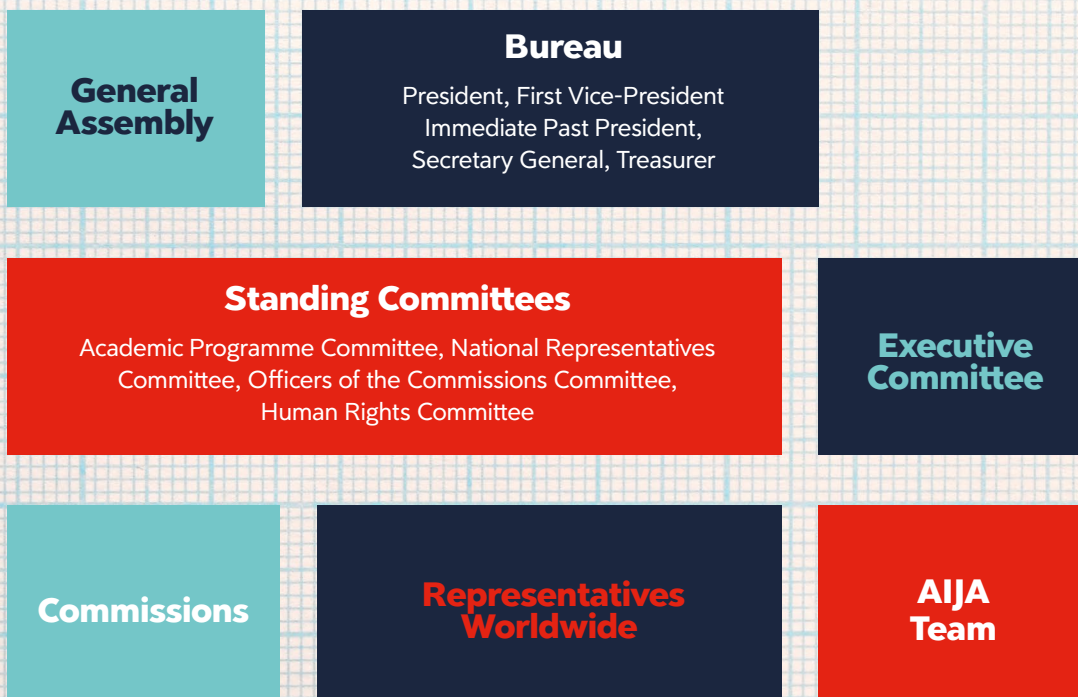 General
Assembly
Bureau
President, First Vice-President
Immediate Past President,
Secretary General, Treasurer
Standing Committees
Academic Programme Committee, National Representatives
Committee, Officers of the Commissions Committee,
Human Rights Committee
Executive
Committee
Commissions
Representatives
Worldwide
AIJA
Team